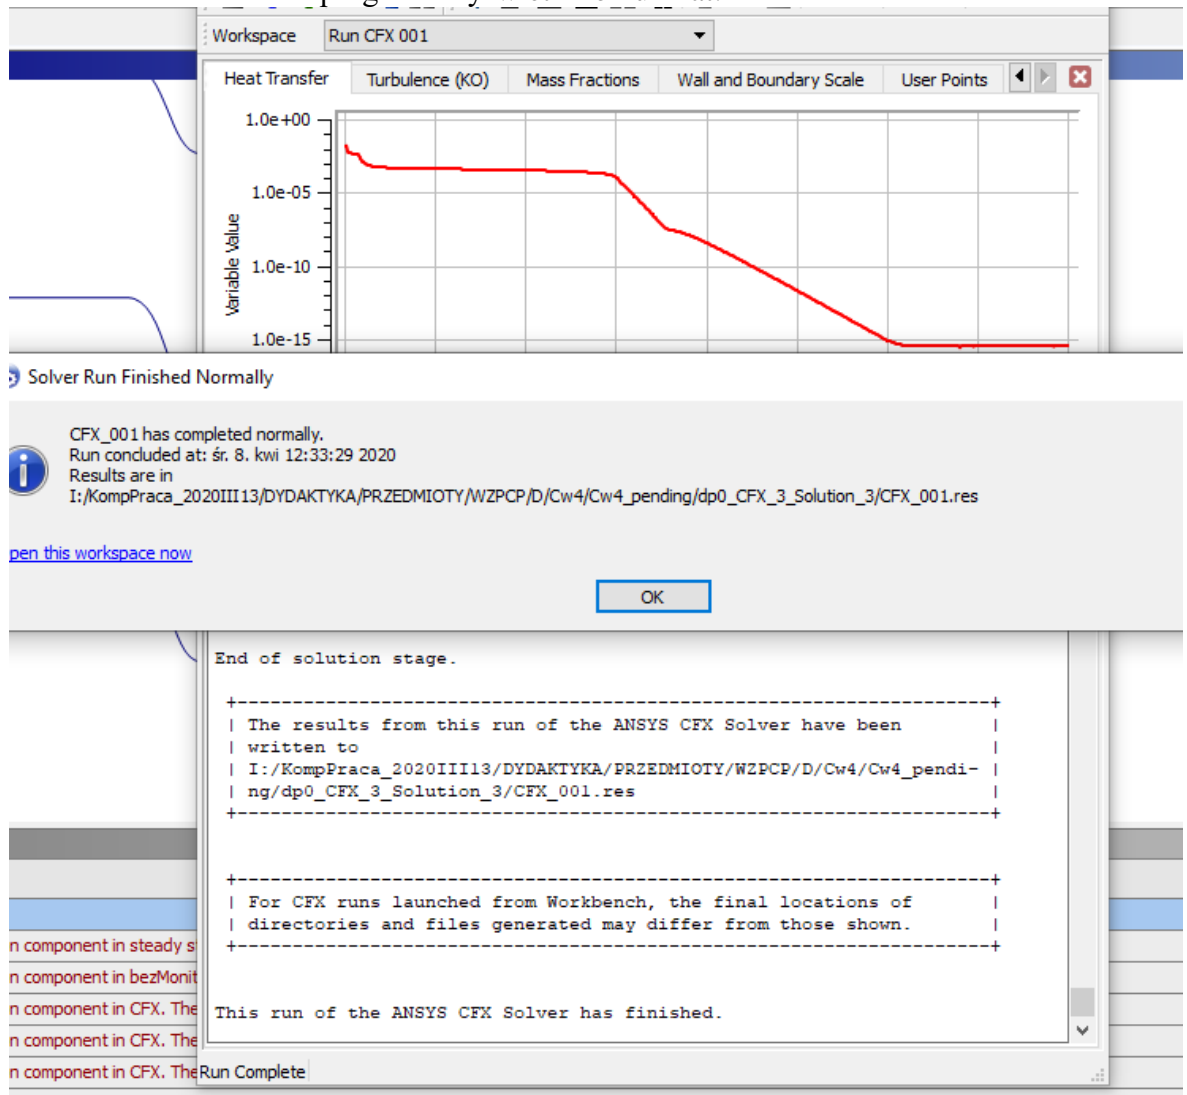 Workspace Run CFX 001
Heat Transfer Turbulence (KO) Mass Fractions Wall and Boundary Scale User Points
1.0e+00
1.0e-05
1.0e-10
1.0e-15
Variable Value
Solver Run Finished Normally
CFX_001 has completed normally.
Run concluded at: śr. 8. kwi 12:33:29 2020
Results are in
I:/KompPraca_2020III13/DYDAKTYKA/PRZEDMIOTY/WZPCP/D/Cw4/Cw4_pending/dp0_CFX_3_Solution_3/CFX_001.res
pen this workspace now
OK
End of solution stage.
+--------------------------------------------------------------------+
| The results from this run of the ANSYS CFX Solver have been |
| written to |
| I:/KompPraca_2020III13/DYDAKTYKA/PRZEDMIOTY/WZPCP/D/Cw4/Cw4_pendi- |
| ng/dp0_CFX_3_Solution_3/CFX_001.res |
+--------------------------------------------------------------------+
+--------------------------------------------------------------------+
| For CFX runs launched from Workbench, the final locations of |
| directories and files generated may differ from those shown. |
+--------------------------------------------------------------------+
This run of the ANSYS CFX Solver has finished.
n component in steady s
n component in bezMonit
n component in CFX. The
n component in CFX. The
n component in CFX. The
Run Complete